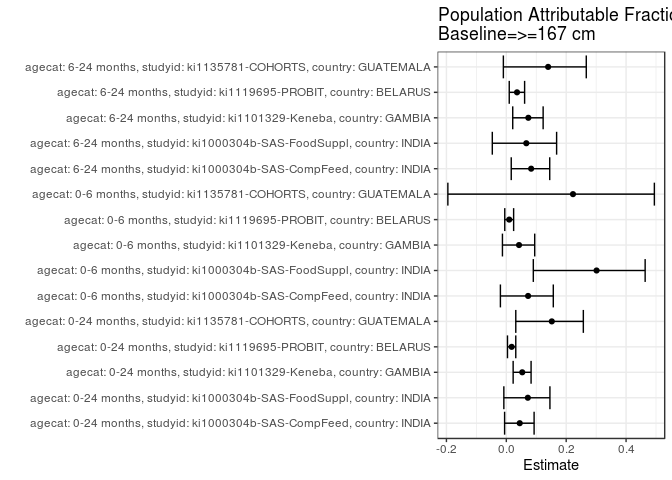 Population Attributable Fractio
Baseline=>=167 cm
agecat: 6-24 months, studyid: ki1135781-COHORTS, country: GUATEMALA
agecat: 6-24 months, studyid: ki1119695-PROBIT, country: BELARUS
agecat: 6-24 months, studyid: ki1101329-Keneba, country: GAMBIA
agecat: 6-24 months, studyid: ki1000304b-SAS-FoodSuppl, country: INDIA
agecat: 6-24 months, studyid: ki1000304b-SAS-CompFeed, country: INDIA
agecat: 0-6 months, studyid: ki1135781-COHORTS, country: GUATEMALA
agecat: 0-6 months, studyid: ki1119695-PROBIT, country: BELARUS
agecat: 0-6 months, studyid: ki1101329-Keneba, country: GAMBIA
agecat: 0-6 months, studyid: ki1000304b-SAS-FoodSuppl, country: INDIA
agecat: 0-6 months, studyid: ki1000304b-SAS-CompFeed, country: INDIA
agecat: 0-24 months, studyid: ki1135781-COHORTS, country: GUATEMALA
agecat: 0-24 months, studyid: ki1119695-PROBIT, country: BELARUS
agecat: 0-24 months, studyid: ki1101329-Keneba, country: GAMBIA
agecat: 0-24 months, studyid: ki1000304b-SAS-FoodSuppl, country: INDIA
agecat: 0-24 months, studyid: ki1000304b-SAS-CompFeed, country: INDIA
-0.2 0.0 0.2 0.4
Estimate